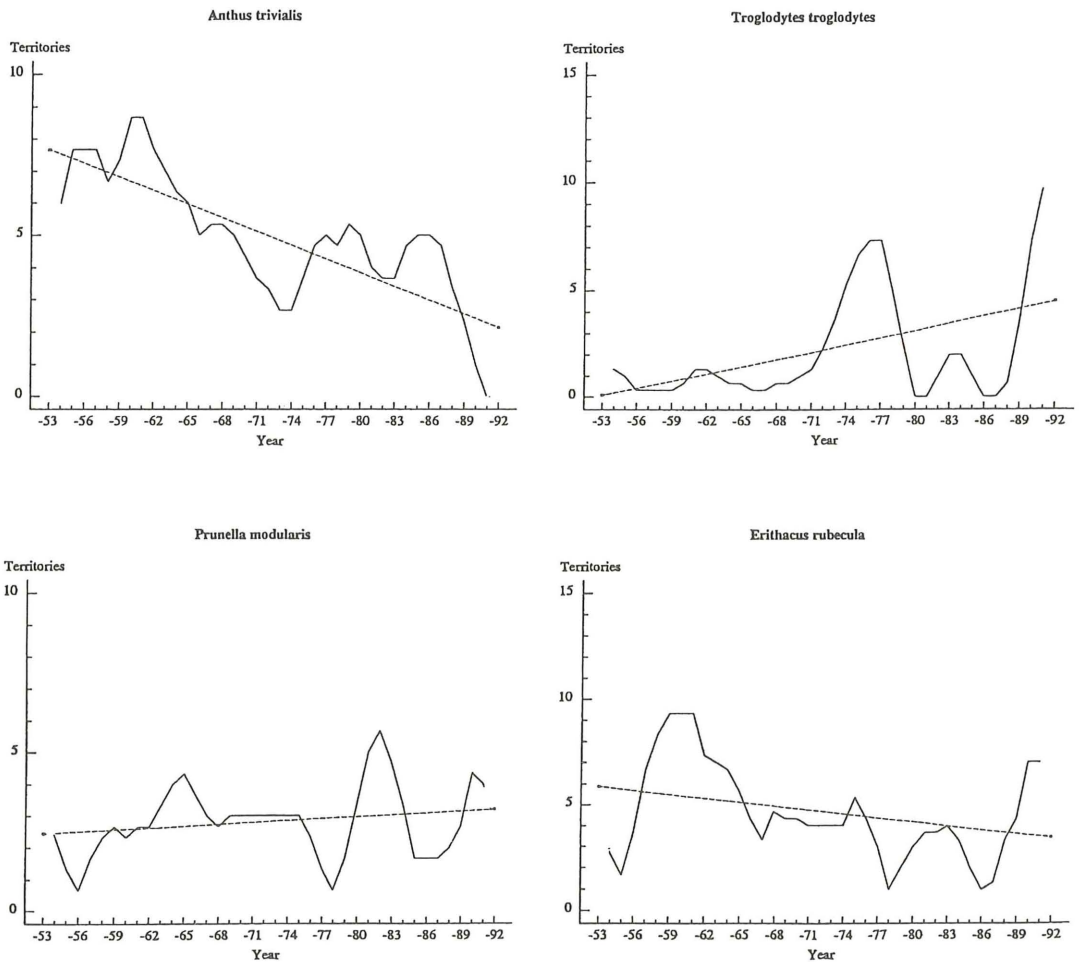 Anthus trivialis
Territories
10
5
0
-53 -56 -59 -62 -65 -68 -71 -74 -77 -80 -83 -86 -89 -92
Year
Troglodytes troglodytes
Territories
15
10
5
0
-53 -56 -59 -62 -65 -68 -71 -74 -77 -80 -83 -86 -89 -92
Year
Prunella modularis
Territories
10
5
0
-53 -56 -59 -62 -65 -68 -71 -74 -77 -80 -83 -86 -89 -92
Year
Erithacus rubecula
Territories
15
10
5
0
-53 -56 -59 -62 -65 -68 -71 -74 -77 -80 -83 -86 -89 -92
Year